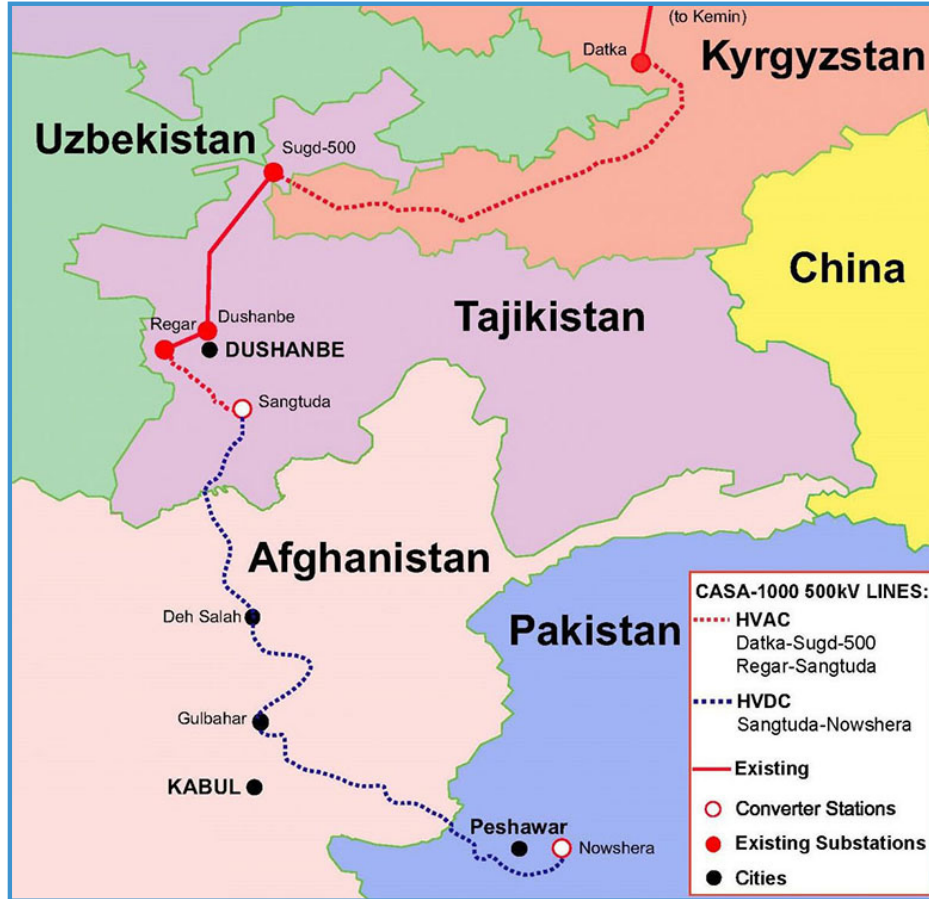 (to Kemin)
Datka
Kyrgyzstan
Uzbekistan
Sugd-500
China
Tajikistan
Regar
Dushanbe
DUSHANBE
Sangtuda
Afghanistan
Deh Salah
Pakistan
Gulbahar
KABUL
Peshawar
Nowshera
CASA-1000 500kV LINES:
HVAC
Datka-Sugd-500
Regar-Sangtuda
HVDC
Sangtuda-Nowshera
Existing
Converter Stations
Existing Substations
Cities